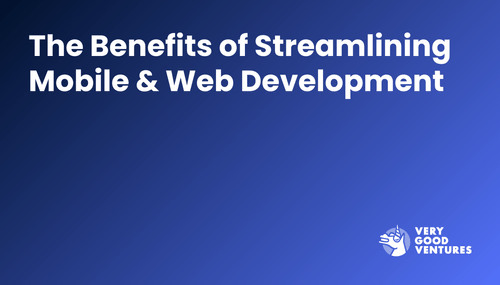 The Benefits of Streamlining
Mobile & Web Development
VERY
GOOD
VENTURES